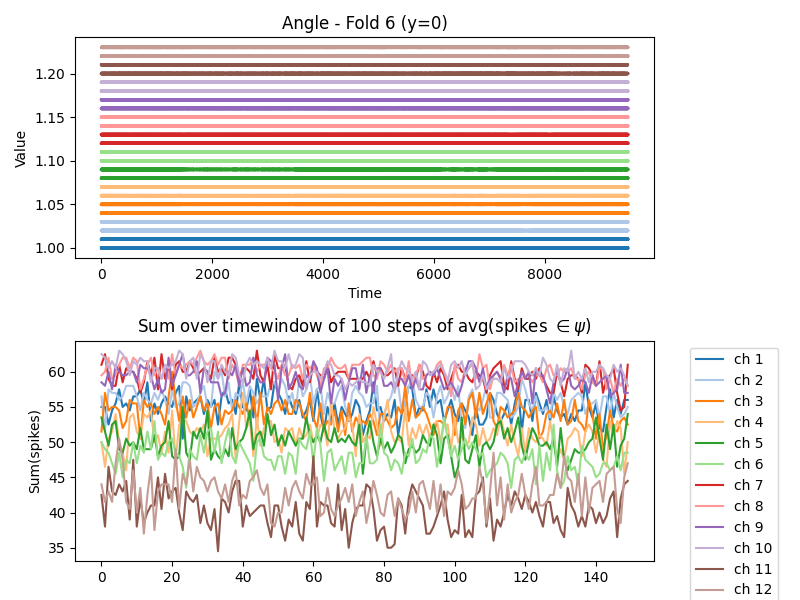 Angle - Fold 6 (y=0)
Value
1.20
1.15
1.10
1.05
1.00
0 2000 4000 6000 8000
Time
Sum over timewindow of 100 steps of avg(spikes ∈ψ)
Sum(spikes)
60
55
50
45
40
35
0 20 40 60 80 100 120 140
ch 1
ch 2
ch 3
ch 4
ch 5
ch 6
ch 7
ch 8
ch 9
ch 10
ch 11
ch 12